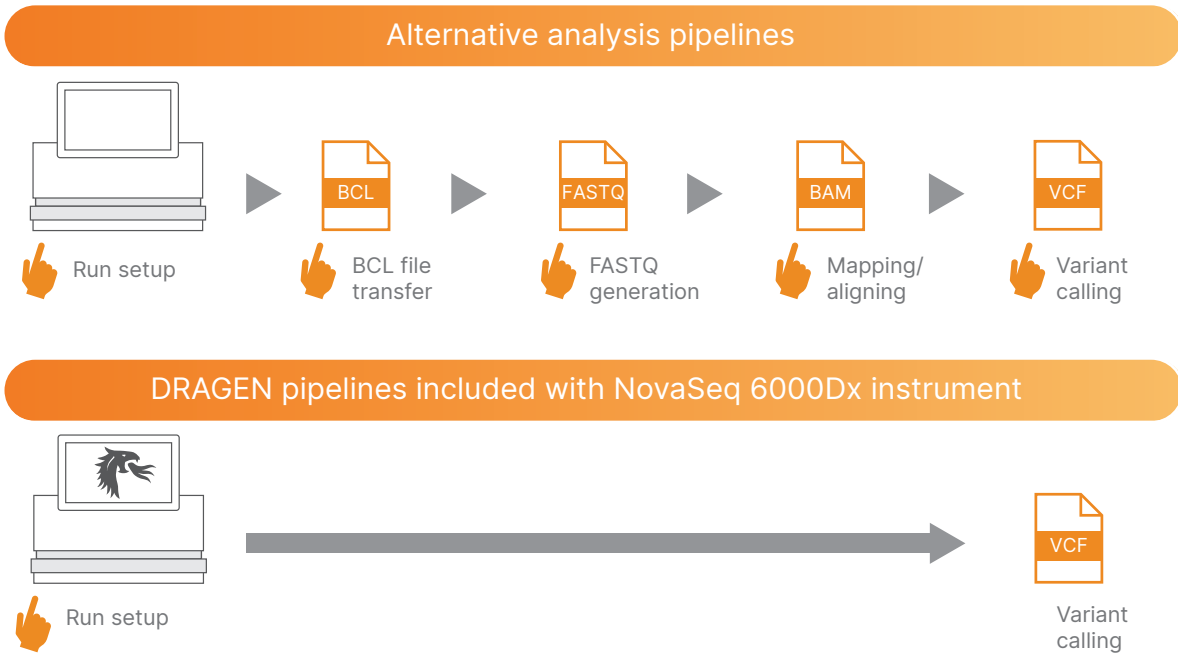 Alternative analysis pipelines
BCL
FASTQ
BAM
VCF
Run setup
BCL file
transfer
FASTQ
generation
Mapping/
aligning
Variant
calling
DRAGEN pipelines included with NovaSeq 6000Dx instrument
VCF
Run setup
Variant
calling